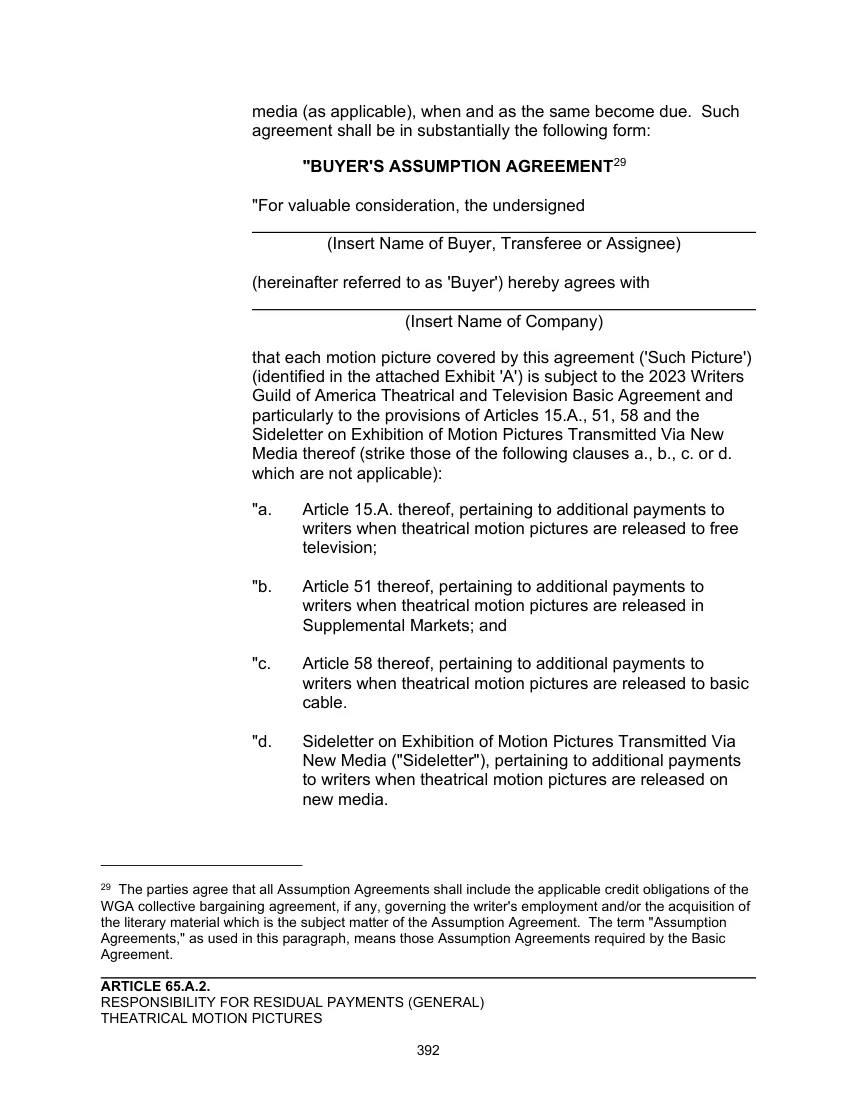 media (as applicable), when and as the same become due.  Such
agreement shall be in substantially the following form:
"BUYER'S ASSUMPTION AGREEMENT29
"For valuable consideration, the undersigned
(Insert Name of Buyer, Transferee or Assignee)
(hereinafter referred to as 'Buyer') hereby agrees with
(Insert Name of Company)
that each motion picture covered by this agreement ('Such Picture')
(identified in the attached Exhibit 'A') is subject to the 2023 Writers
Guild of America Theatrical and Television Basic Agreement and
particularly to the provisions of Articles 15.A., 51, 58 and the
Sideletter on Exhibition of Motion Pictures Transmitted Via New
Media thereof (strike those of the following clauses a., b., c. or d.
which are not applicable):
"a. Article 15.A. thereof, pertaining to additional payments to
writers when theatrical motion pictures are released to free
television;
"b. Article 51 thereof, pertaining to additional payments to
writers when theatrical motion pictures are released in
Supplemental Markets; and
"c. Article 58 thereof, pertaining to additional payments to
writers when theatrical motion pictures are released to basic
cable.
"d. Sideletter on Exhibition of Motion Pictures Transmitted Via
New Media ("Sideletter"), pertaining to additional payments
to writers when theatrical motion pictures are released on
new media.
29 The parties agree that all Assumption Agreements shall include the applicable credit obligations of the
WGA collective bargaining agreement, if any, governing the writer's employment and/or the acquisition of
the literary material which is the subject matter of the Assumption Agreement.  The term "Assumption
Agreements," as used in this paragraph, means those Assumption Agreements required by the Basic
Agreement.
ARTICLE 65.A.2.
RESPONSIBILITY FOR RESIDUAL PAYMENTS (GENERAL)
THEATRICAL MOTION PICTURES
392